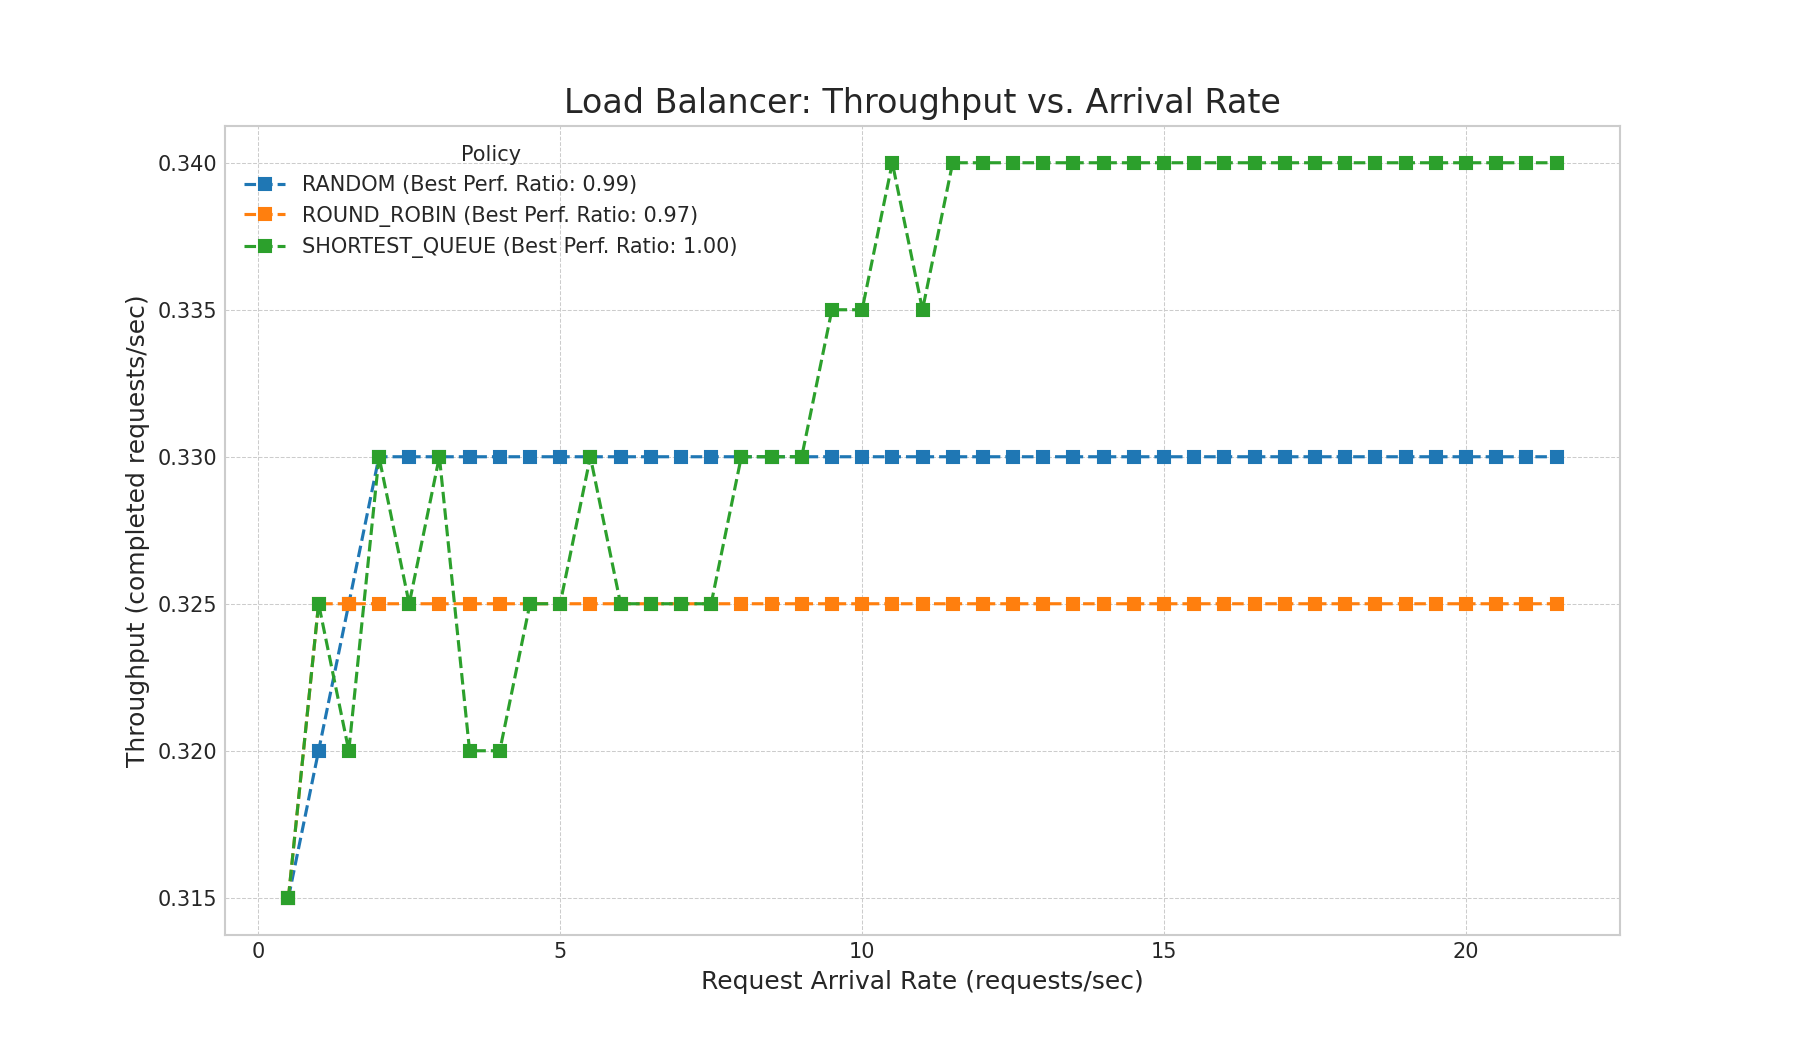 Load Balancer: Throughput vs. Arrival Rate
Policy
RANDOM (Best Perf. Ratio: 0.99)
ROUND_ROBIN (Best Perf. Ratio: 0.97)
SHORTEST_QUEUE (Best Perf. Ratio: 1.00)
Throughput (completed requests/sec)
0.340
0.335
0.330
0.325
0.320
0.315
0 5 10 15 20
Request Arrival Rate (requests/sec)